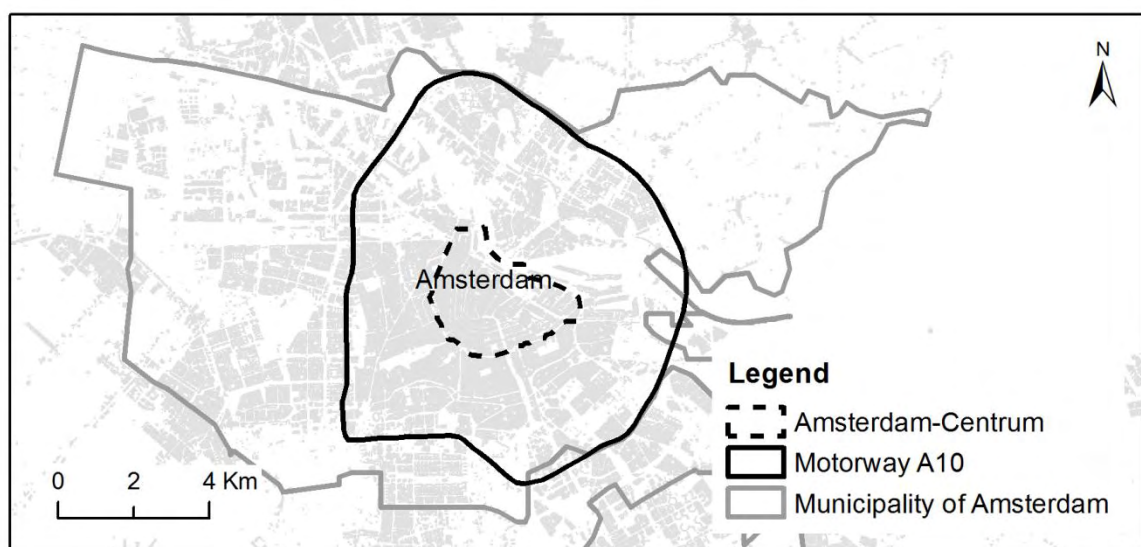 N
Amsterdam
Legend
Amsterdam-Centrum
Motorway A10
Municipality of Amsterdam
0 2 4 Km